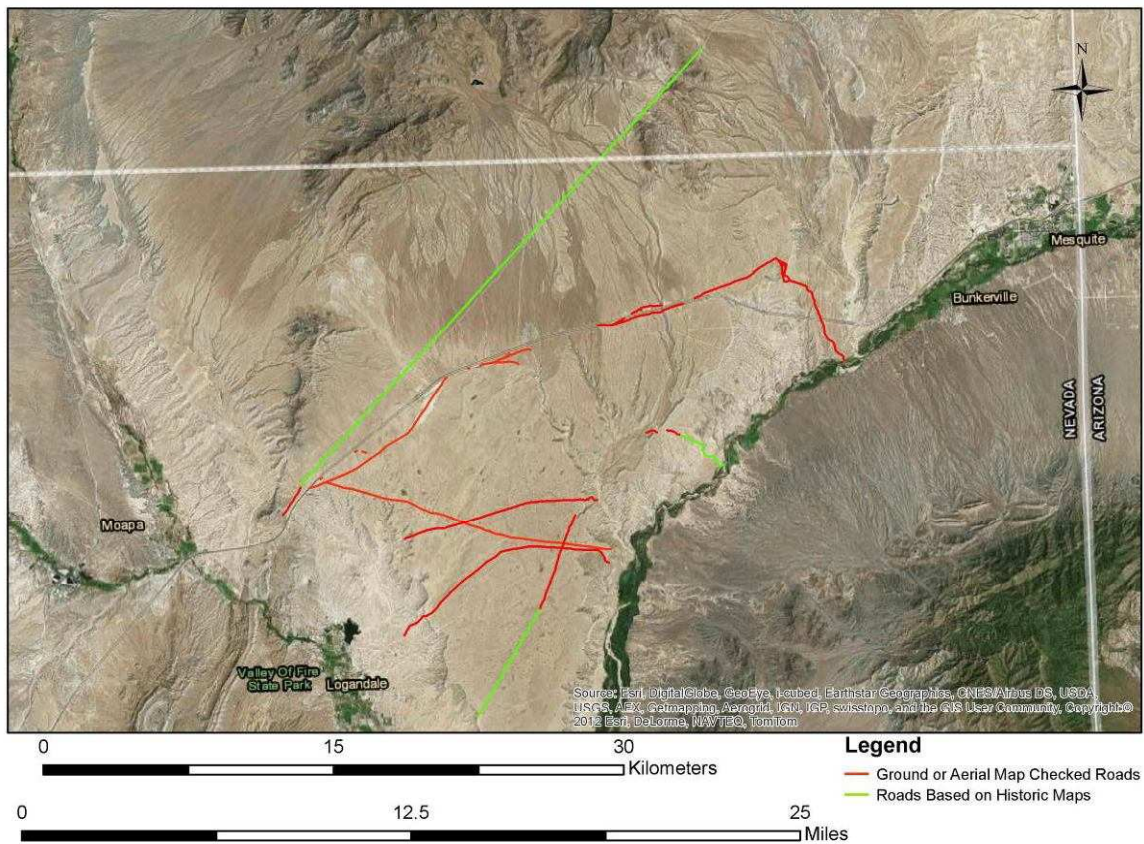 N
Mesquite
Bunkerville
NEVADA
ARIZONA
Moapa
Valley Of Fire
State Park
Logandale
Source: Esri, DigitalGlobe, GeoEye, i-cubed, Earthstar Geographics, CNES/Airbus DS, USDA,
USGS, AEX, Getmapping, Aerogrid, IGN, IGP, swisstopo, and the GIS User Community, Copyright:©
2012 Esri, DeLorme, NAVTEQ, TomTom
0 15 30
Kilometers
0 12.5 25
Miles
Legend
Ground or Aerial Map Checked Roads
Roads Based on Historic Maps